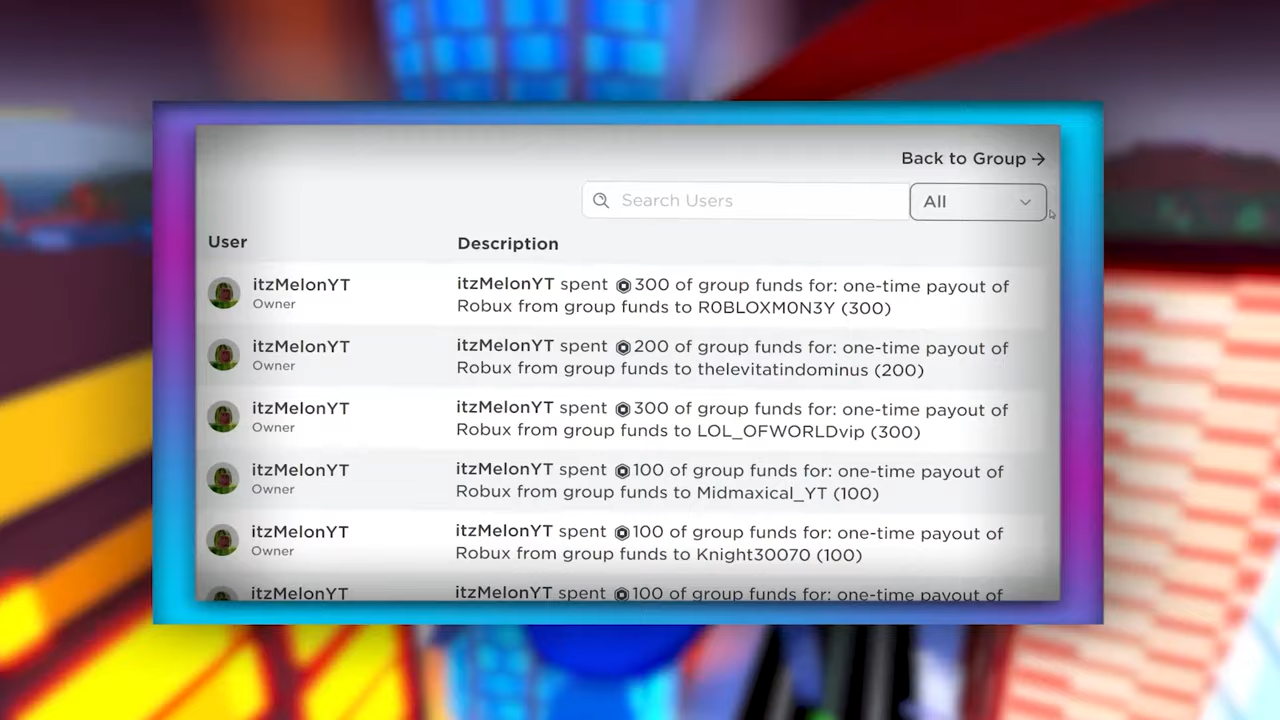 Back to Group →
Search Users
All
User
Description
itzMelonYT
Owner
itzMelonYT spent 300 of group funds for: one-time payout of
Robux from group funds to R0BLOXM0N3Y (300)
itzMelonYT
Owner
itzMelonYT spent 200 of group funds for: one-time payout of
Robux from group funds to thelevitatindominus (200)
itzMelonYT
Owner
itzMelonYT spent 300 of group funds for: one-time payout of
Robux from group funds to LOL_OFWORLDvip (300)
itzMelonYT
Owner
itzMelonYT spent 100 of group funds for: one-time payout of
Robux from group funds to Midmaxical_YT (100)
itzMelonYT
Owner
itzMelonYT spent 100 of group funds for: one-time payout of
Robux from group funds to Knight30070 (100)
itzMelonYT
itzMelonYT spent 100 of group funds for: one-time payout of